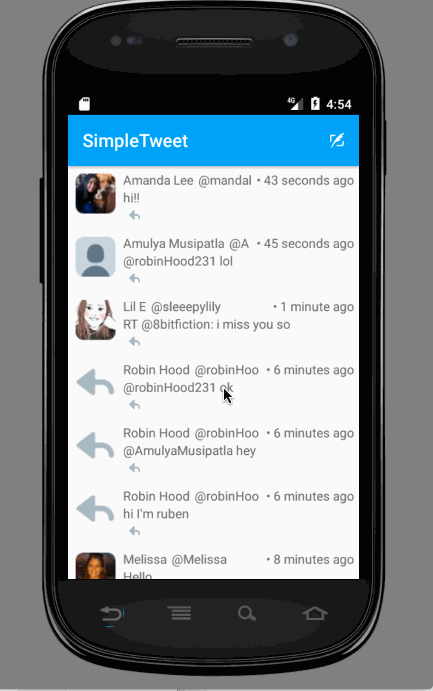 4G 4:54
SimpleTweet
Amanda Lee @mandal • 43 seconds ago
hi!!
Amulya Musipatla @A • 45 seconds ago
@robinHood231 lol
Lil E @sleeepylily • 1 minute ago
RT @8bitfiction: i miss you so
Robin Hood @robinHoo • 6 minutes ago
@robinHood231 ok
Robin Hood @robinHoo • 6 minutes ago
@AmulyaMusipatla hey
Robin Hood @robinHoo • 6 minutes ago
hi I'm ruben
Melissa @Melissa • 8 minutes ago
Hello